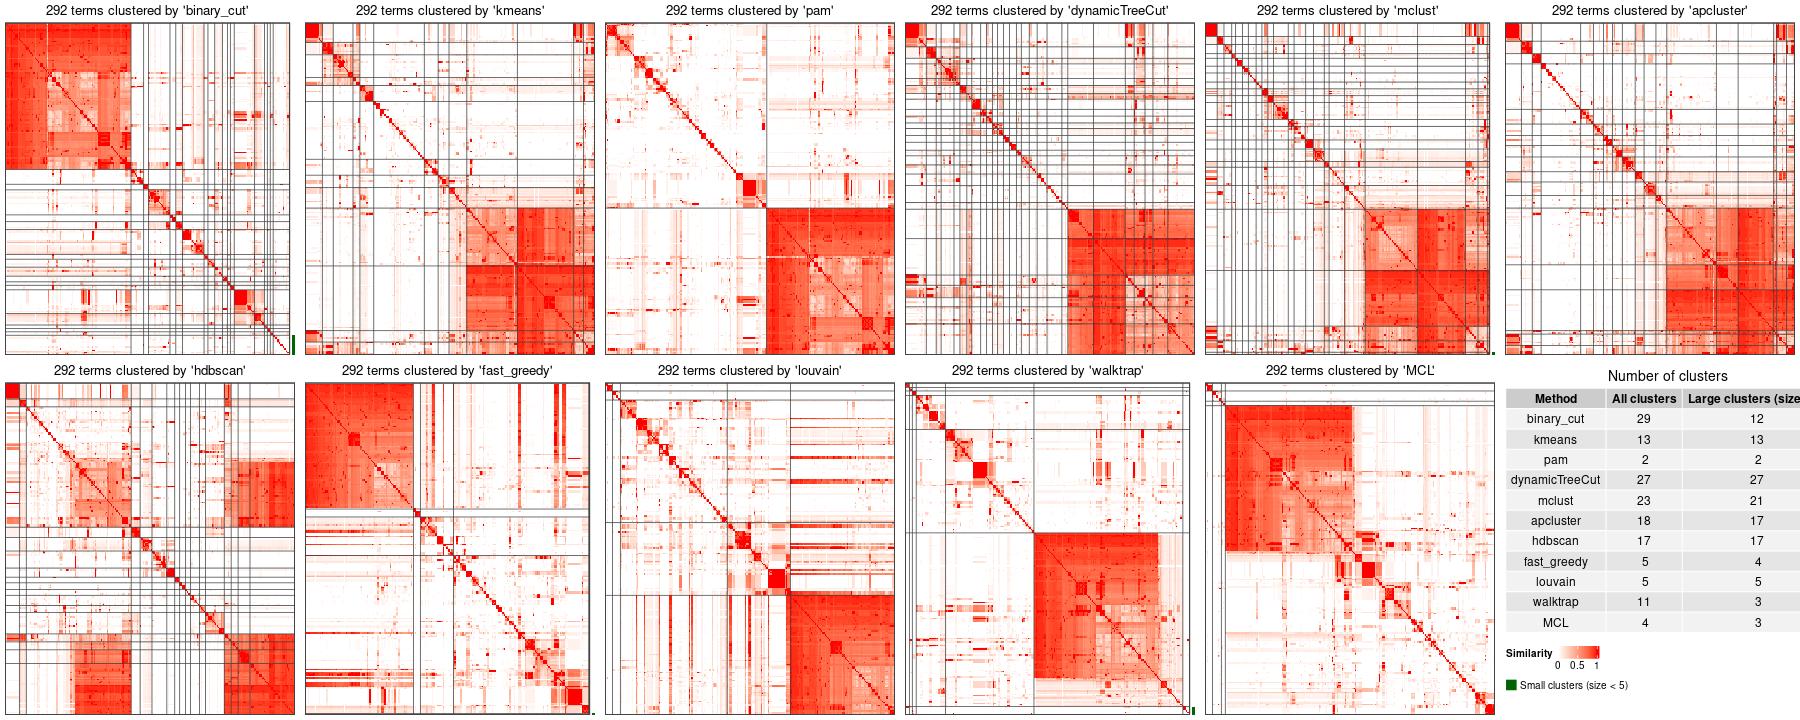 292 terms clustered by 'binary_cut'
292 terms clustered by 'kmeans'
292 terms clustered by 'pam'
292 terms clustered by 'dynamicTreeCut'
292 terms clustered by 'mclust'
292 terms clustered by 'apcluster'
292 terms clustered by 'hdbscan'
292 terms clustered by 'fast_greedy'
292 terms clustered by 'louvain'
292 terms clustered by 'walktrap'
292 terms clustered by 'MCL'
Number of clusters
Method All clusters Large clusters (size
binary_cut 29 12
kmeans 13 13
pam 2 2
dynamicTreeCut 27 27
mclust 23 21
apcluster 18 17
hdbscan 17 17
fast_greedy 5 4
louvain 5 5
walktrap 11 3
MCL 4 3
Similarity
0 0.5 1
Small clusters (size < 5)